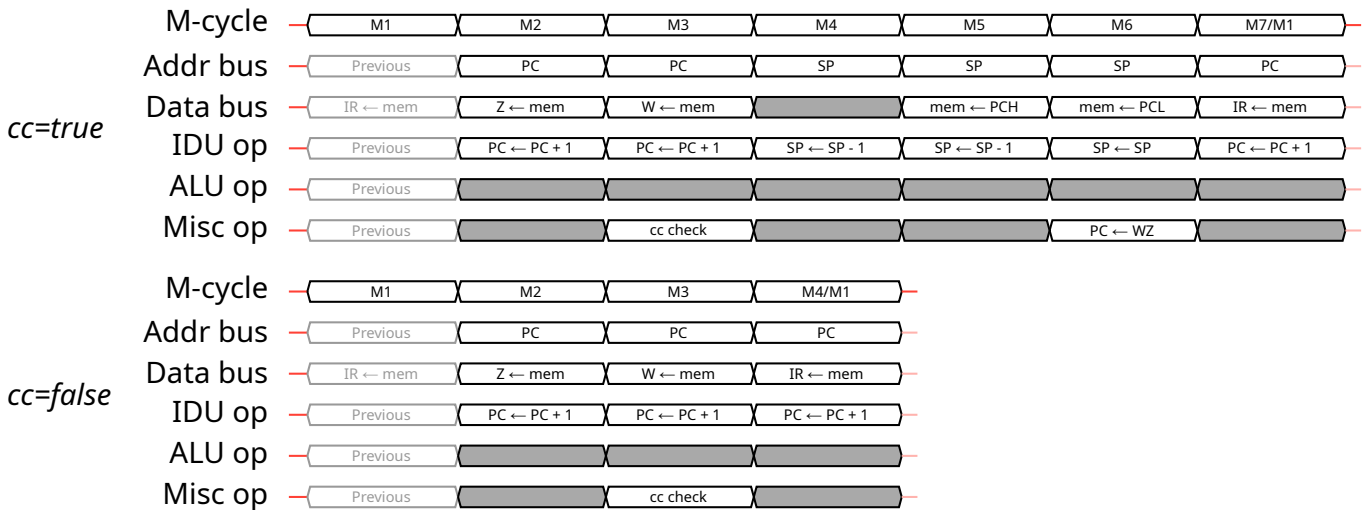 M-cycle M1 M2 M3 M4 M5 M6 M7/M1
Addr bus Previous PC PC SP SP SP PC
cc=true
Data bus IR ← mem Z ← mem W ← mem mem ← PCH mem ← PCL IR ← mem
IDU op Previous PC ← PC + 1 PC ← PC + 1 SP ← SP - 1 SP ← SP - 1 SP ← SP PC ← PC + 1
ALU op Previous
Misc op Previous cc check PC ← WZ
M-cycle M1 M2 M3 M4/M1
Addr bus Previous PC PC PC
cc=false
Data bus IR ← mem Z ← mem W ← mem IR ← mem
IDU op Previous PC ← PC + 1 PC ← PC + 1 PC ← PC + 1
ALU op Previous
Misc op Previous cc check